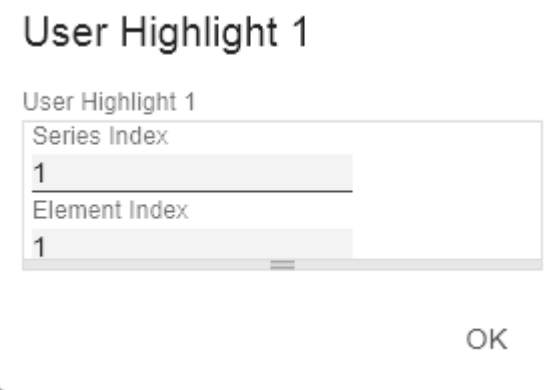 User Highlight 1
User Highlight 1
Series Index
1
Element Index
1
OK